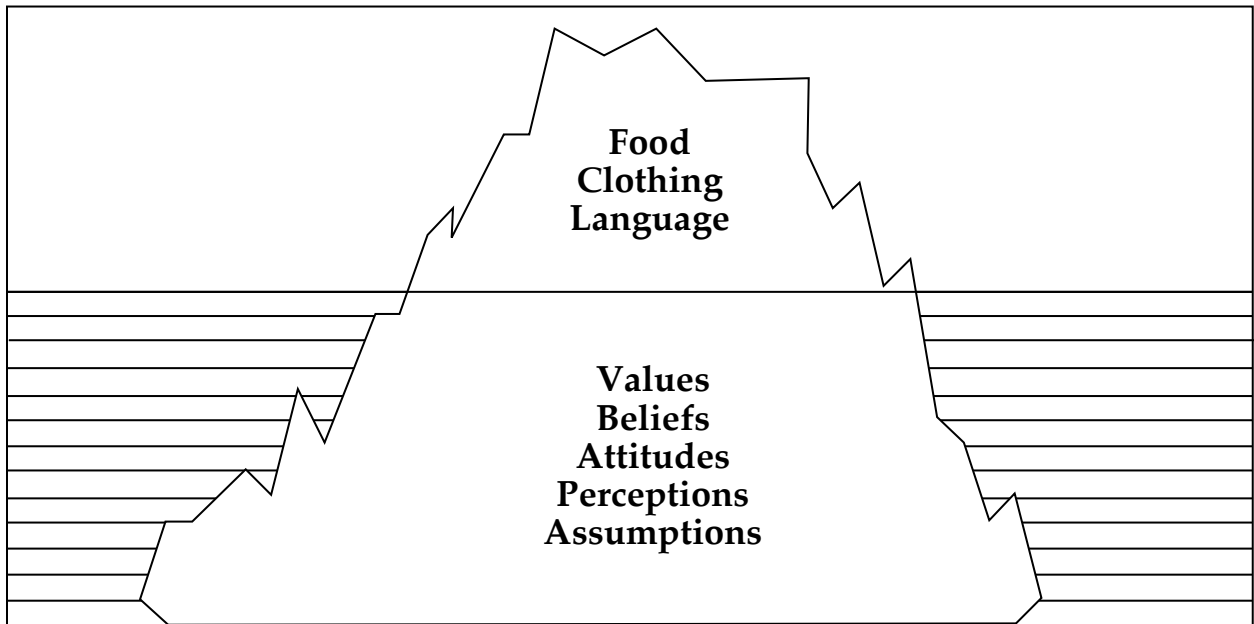 Food
Clothing
Language
Values
Beliefs
Attitudes
Perceptions
Assumptions